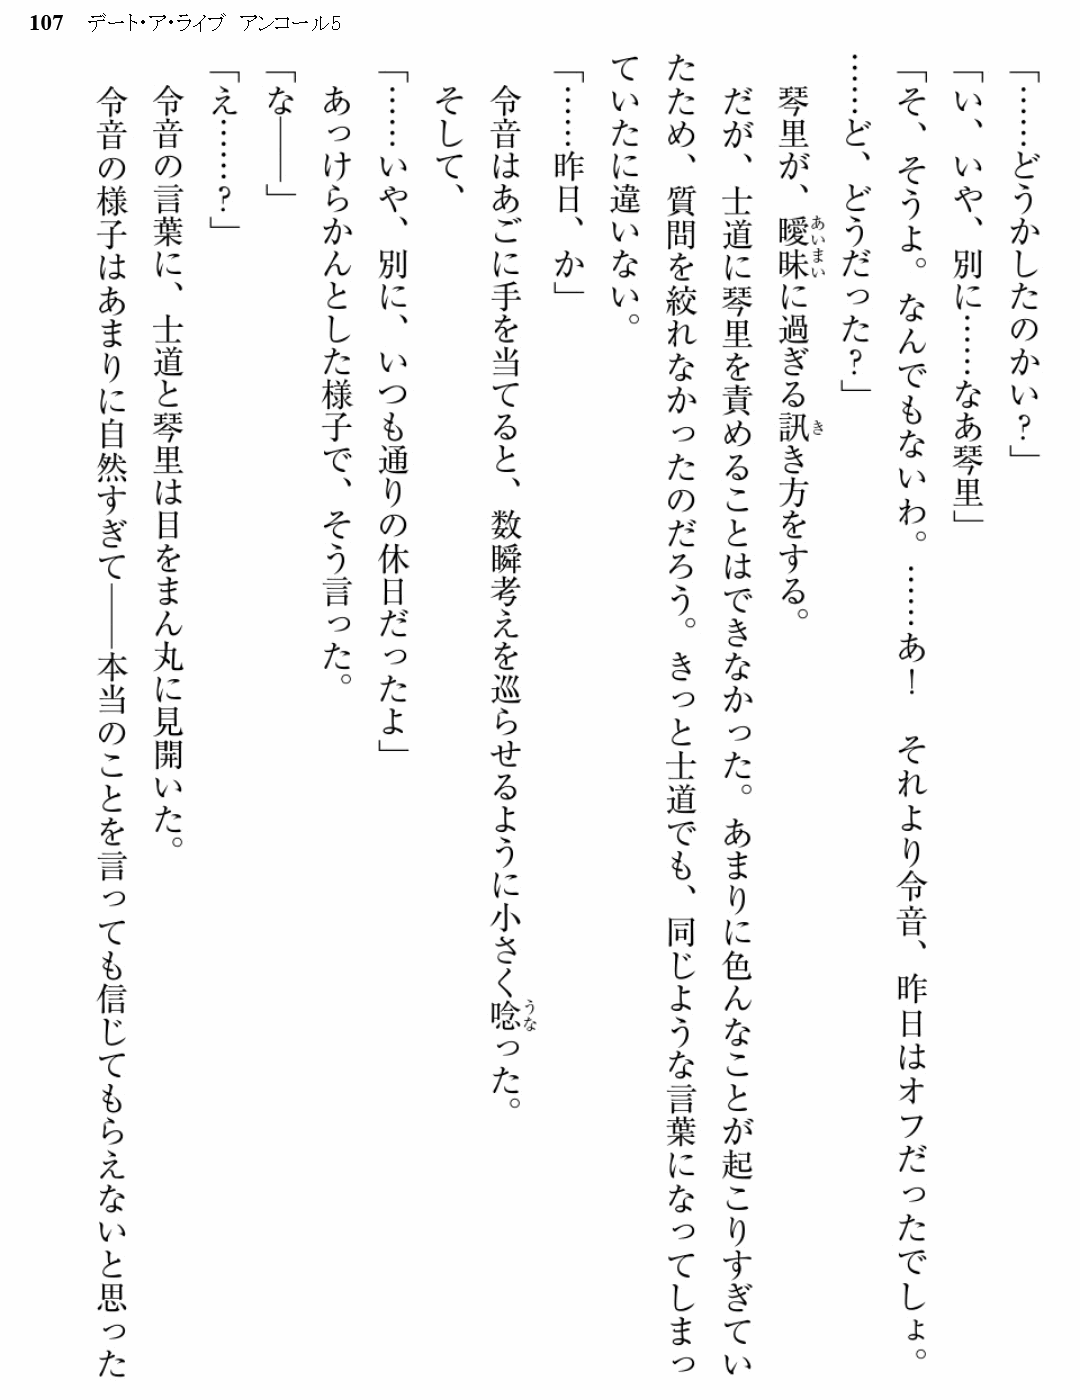 107 デート・ア・ライブ アンコール5
「……どうかしたのかい？」
「い、いや、別に……なあ琴里」
「そ、そうよ。なんでもないわ。……あ！　それより令音、昨日はオフだったでしょ。
……ど、どうだった？」
琴里が、曖昧に過ぎる訊き方をする。
だが、士道に琴里を責めることはできなかった。あまりに色んなことが起こりすぎてい
たため、質問を絞れなかったのだろう。きっと士道でも、同じような言葉になってしまっ
ていたに違いない。
「……昨日、か」
令音はあごに手を当てると、数瞬考えを巡らせるように小さく唸った。
そして、
「……いや、別に、いつも通りの休日だったよ」
あっけらかんとした様子で、そう言った。
「な――」
「え……？」
令音の言葉に、士道と琴里は目をまん丸に見開いた。
令音の様子はあまりに自然すぎて――本当のことを言っても信じてもらえないと思った